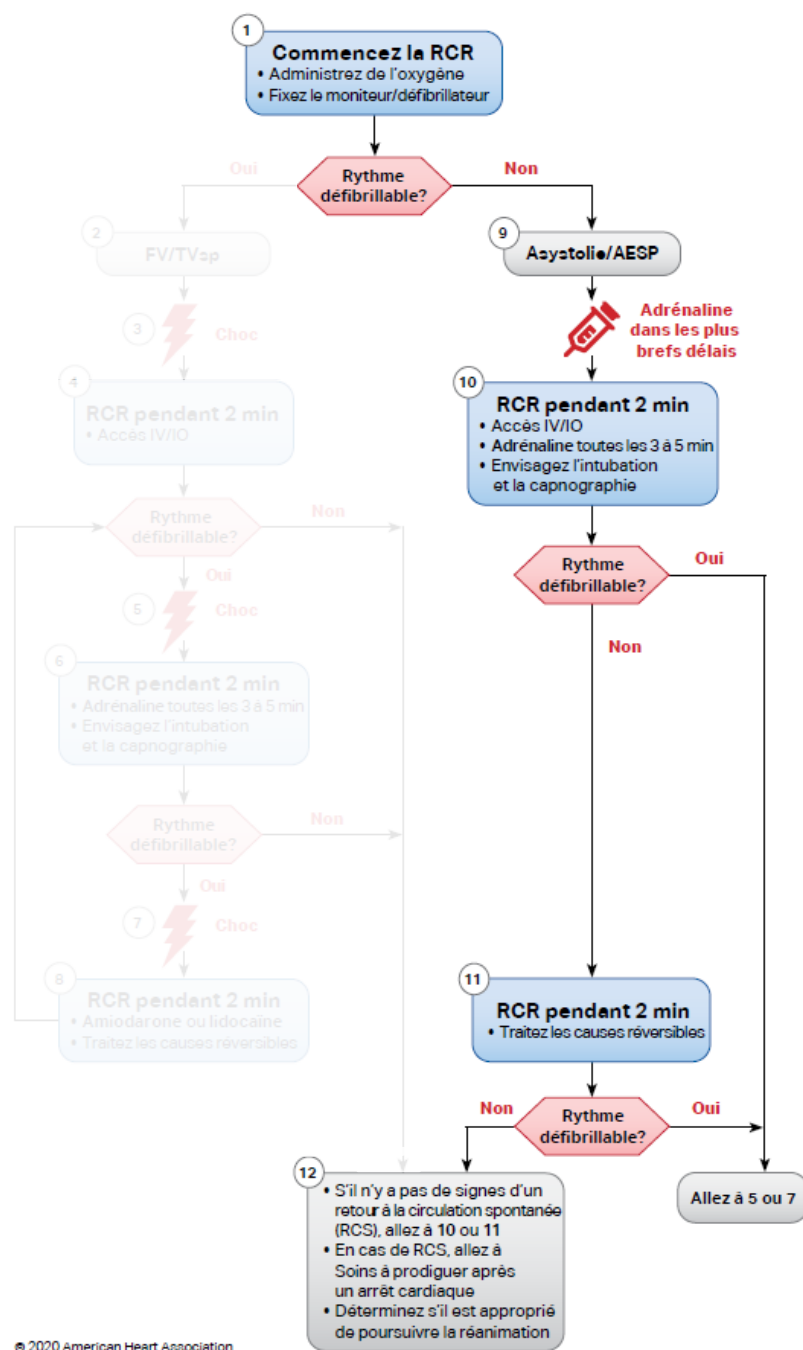 1
Commencez la RCR
• Administrez de l'oxygène
• Fixez le moniteur/défibrillateur
Rythme
défibrillable?
Oui
Non
2
FV/TVsp
3
Choc
4
RCR pendant 2 min
• Accès IV/IO
Rythme
défibrillable?
Non
Oui
5
Choc
6
RCR pendant 2 min
• Adrénaline toutes les 3 à 5 min
• Envisagez l'intubation
et la capnographie
Rythme
défibrillable?
Non
Oui
7
Choc
8
RCR pendant 2 min
• Amiodarone ou lidocaïne
• Traitez les causes réversibles
9
Asystolie/AESP
Adrénaline
dans les plus
brefs délais
10
RCR pendant 2 min
• Accès IV/IO
• Adrénaline toutes les 3 à 5 min
• Envisagez l'intubation
et la capnographie
Rythme
défibrillable?
Oui
Non
11
RCR pendant 2 min
• Traitez les causes réversibles
Non
Rythme
défibrillable?
Oui
12
• S'il n'y a pas de signes d'un
retour à la circulation spontanée
(RCS), allez à 10 ou 11
• En cas de RCS, allez à
Soins à prodiguer après
un arrêt cardiaque
• Déterminez s'il est approprié
de poursuivre la réanimation
Allez à 5 ou 7
© 2020 American Heart Association